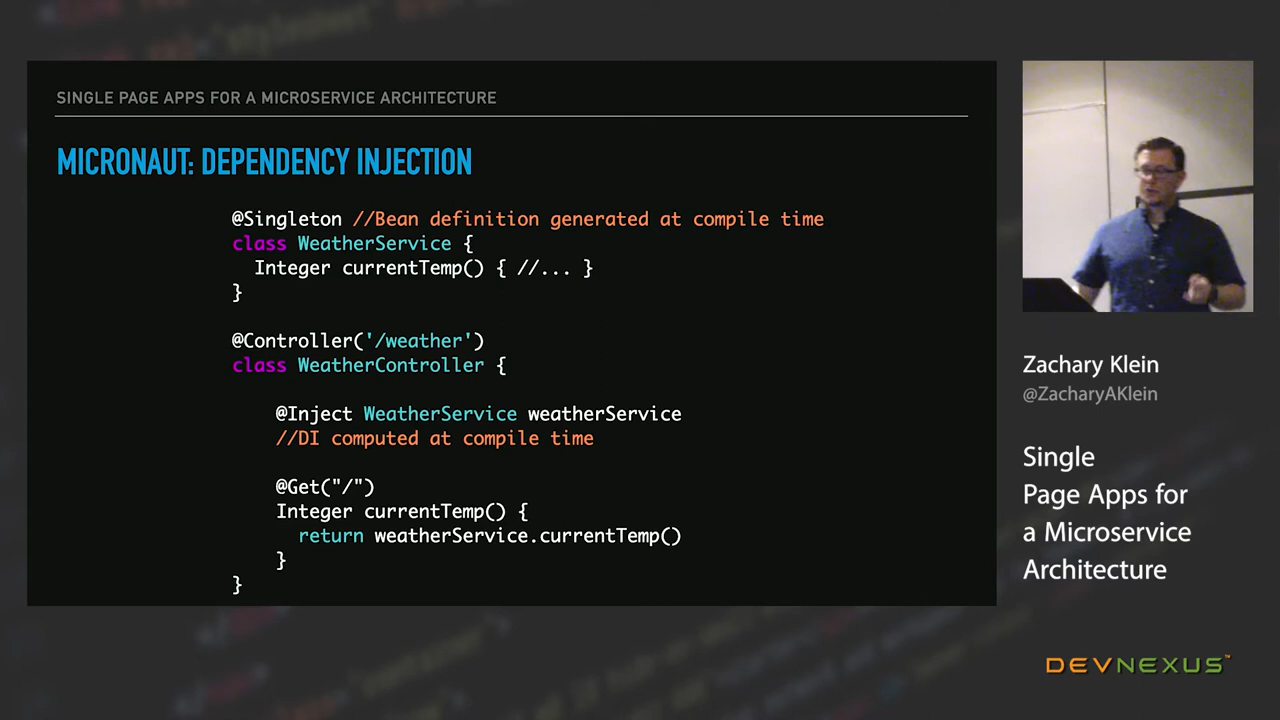 SINGLE PAGE APPS FOR A MICROSERVICE ARCHITECTURE
MICRONAUT: DEPENDENCY INJECTION
@Singleton //Bean definition generated at compile time
class WeatherService {
  Integer currentTemp() { //... }
}
@Controller('/weather')
class WeatherController {
    @Inject WeatherService weatherService
    //DI computed at compile time
    @Get("/")
    Integer currentTemp() {
      return weatherService.currentTemp()
    }
}
Zachary Klein
@ZacharyAKlein
Single
Page Apps for
a Microservice
Architecture
DEVNEXUS™